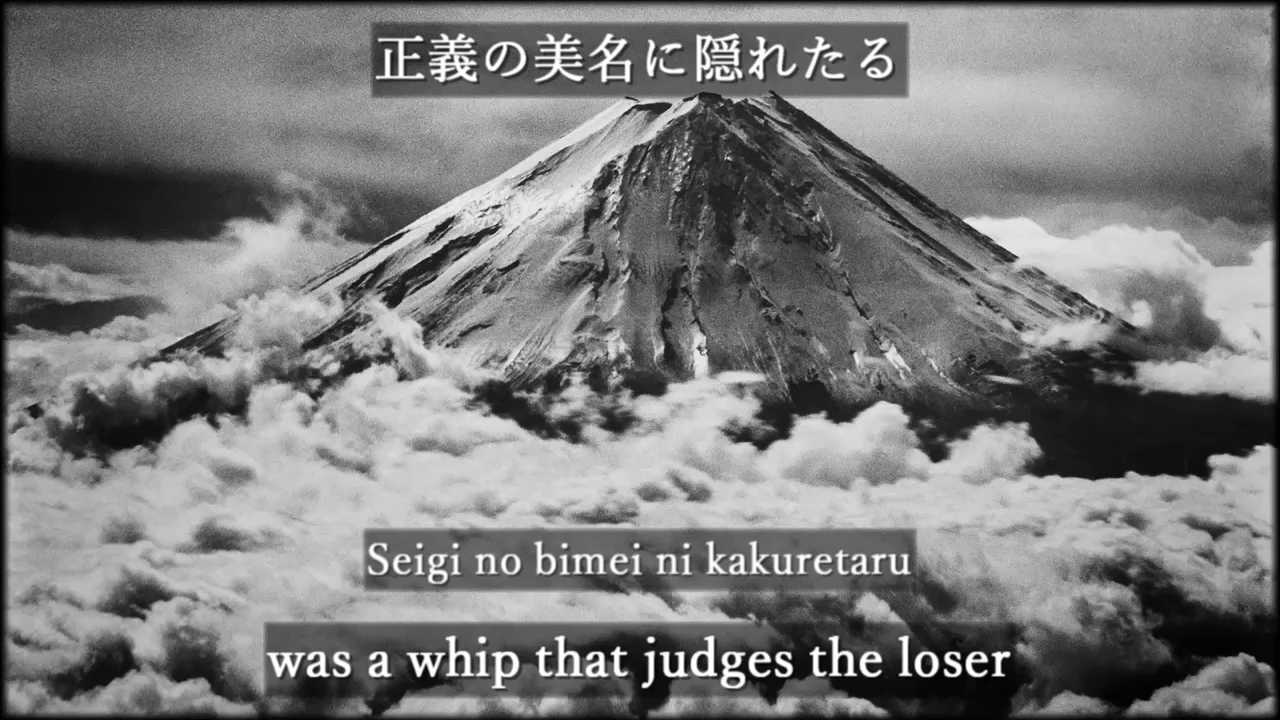 正義の美名に隠れたる
Seigi no bimei ni kakuretaru
was a whip that judges the loser